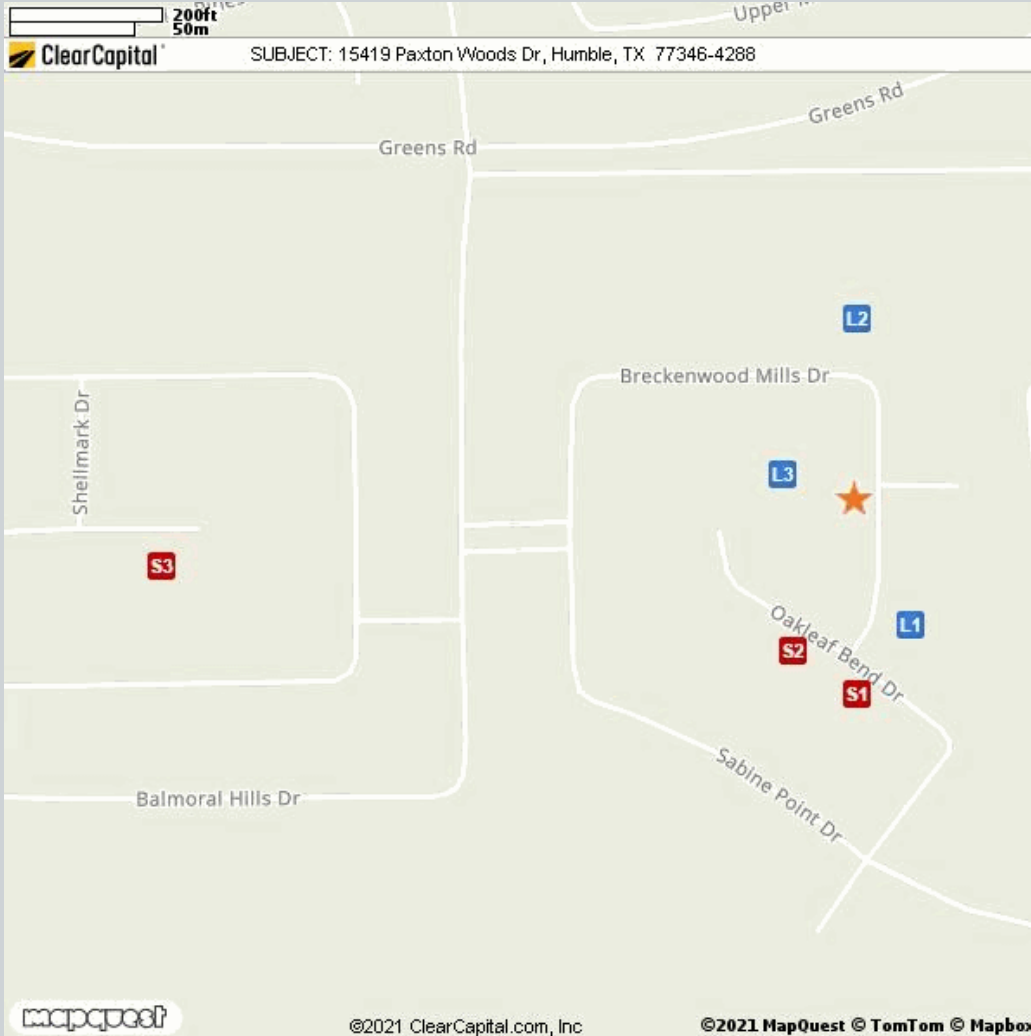 200ft
50m
ClearCapital
SUBJECT: 15419 Paxton Woods Dr, Humble, TX 77346-4288
Upper
Greens Rd
Greens Rd
L2
Breckenwood Mills Dr
Shellmark Dr
L3
S3
Oakleaf Bend Dr
L1
S2
S1
Sabine Point Dr
Balmoral Hills Dr
mapquest
©2021 ClearCapital.com, Inc
©2021 MapQuest © TomTom © Mapbox